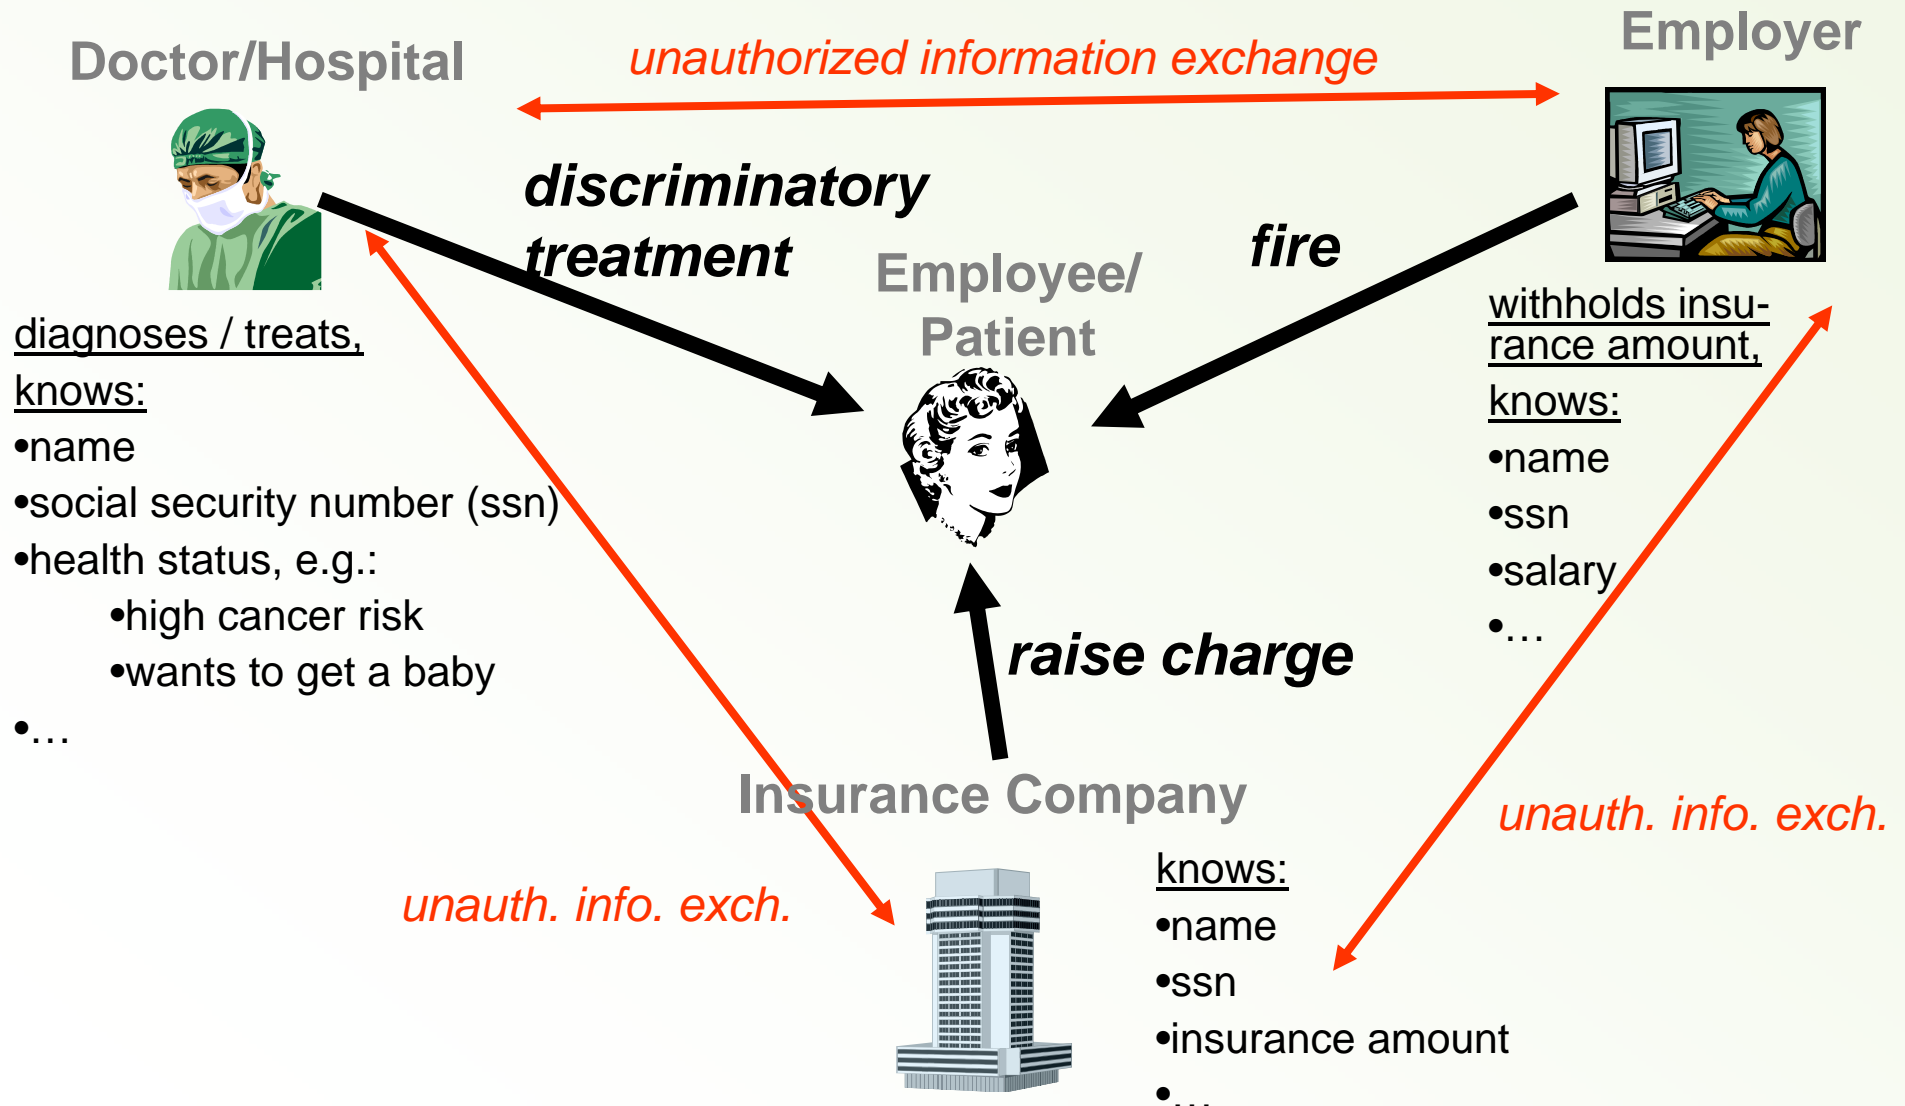 Doctor/Hospital
unauthorized information exchange
Employer
discriminatory
treatment
fire
Employee/
Patient
diagnoses / treats,
knows:
•name
•social security number (ssn)
•health status, e.g.:
•high cancer risk
•wants to get a baby
•…
withholds insu-
rance amount,
knows:
•name
•ssn
•salary
•…
raise charge
Insurance Company
unauth. info. exch.
unauth. info. exch.
knows:
•name
•ssn
•insurance amount
•…